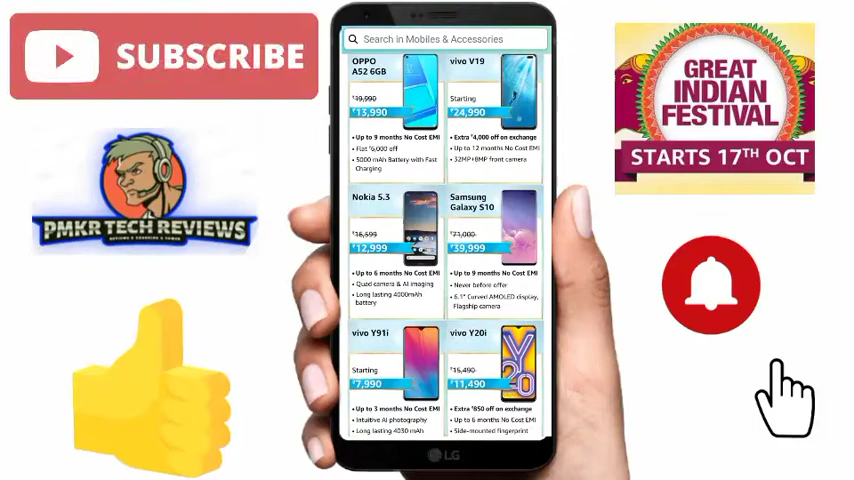 SUBSCRIBE
PMKR TECH REVIEWS
Search in Mobiles & Accessories
OPPO
A52 6GB
₹19,990
₹13,990
• Up to 9 months No Cost EMI
• Flat ₹6,000 off
• 5000 mAh Battery with Fast
Charging
vivo V19
Starting
₹24,990
• Extra ₹4,000 off on exchange
• Up to 12 months No Cost EMI
• 32MP+8MP front camera
Nokia 5.3
₹16,599
₹12,999
• Up to 6 months No Cost EMI
• Quad camera & AI imaging
• Long lasting 4000mAh
battery
Samsung
Galaxy S10
₹71,000
₹39,999
• Up to 9 months No Cost EMI
• Never before offer
• 6.1" Curved AMOLED display,
Flagship camera
vivo Y91i
Starting
₹7,990
• Up to 3 months No Cost EMI
• Intuitive AI photography
• Long lasting 4030 mAh
vivo Y20i
₹15,490
₹11,490
• Extra ₹850 off on exchange
• Up to 6 months No Cost EMI
• Side-mounted fingerprint
Y
20
LG
GREAT
INDIAN
FESTIVAL
STARTS 17TH OCT